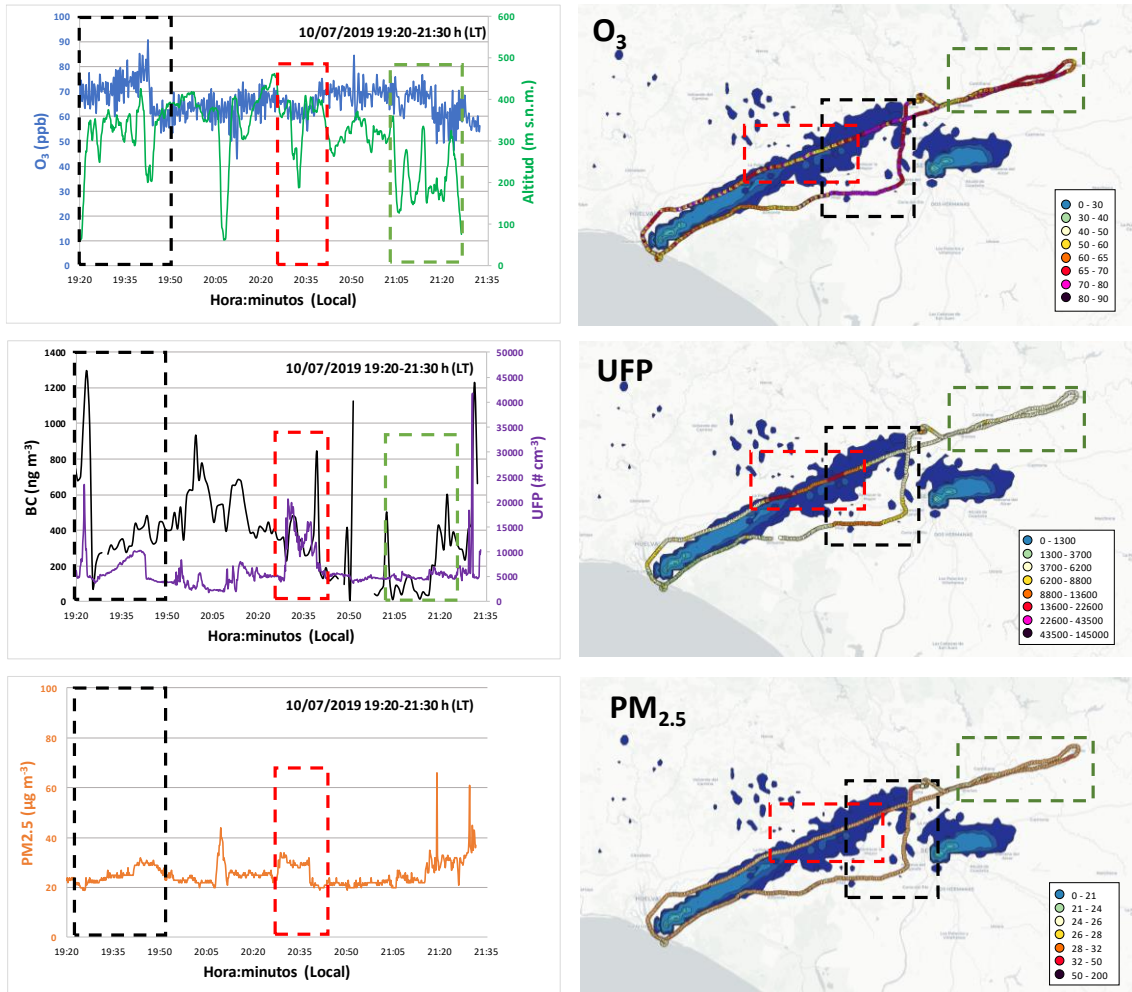 10/07/2019 19:20-21:30 h (LT)
O3 (ppb)
100
90
80
70
60
50
40
30
20
10
0
Altitud (m s.n.m.)
600
500
400
300
200
100
0
19:20 19:35 19:50 20:05 20:20 20:35 20:50 21:05 21:20 21:35
Hora:minutos (Local)
O3
HUELVA
DOS HERMANAS
0 - 30
30 - 40
40 - 50
50 - 60
60 - 65
65 - 70
70 - 80
80 - 90
10/07/2019 19:20-21:30 h (LT)
BC (ng m-3)
1400
1200
1000
800
600
400
200
0
UFP (# cm-3)
50000
45000
40000
35000
30000
25000
20000
15000
10000
5000
0
19:20 19:35 19:50 20:05 20:20 20:35 20:50 21:05 21:20 21:35
Hora:minutos (Local)
UFP
HUELVA
DOS HERMANAS
0 - 1300
1300 - 3700
3700 - 6200
6200 - 8800
8800 - 13600
13600 - 22600
22600 - 43500
43500 - 145000
10/07/2019 19:20-21:30 h (LT)
PM2.5 (µg m-3)
100
80
60
40
20
0
19:20 19:35 19:50 20:05 20:20 20:35 20:50 21:05 21:20 21:35
Hora:minutos (Local)
PM2.5
HUELVA
DOS HERMANAS
0 - 21
21 - 24
24 - 26
26 - 28
28 - 32
32 - 50
50 - 200